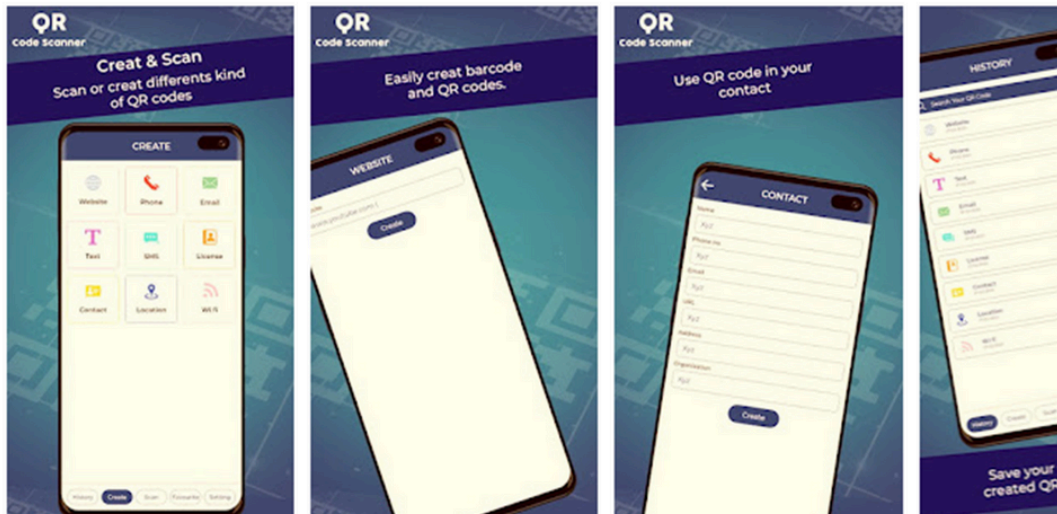 QR
Code Scanner
Creat & Scan
Scan or creat differents kind
of QR codes
CREATE
Website
Phone
Email
Text
SMS
License
Contact
Location
Wi fi
History
Create
Scan
Favourite
Setting
QR
Code Scanner
Easily creat barcode
and QR codes.
WEBSITE
Create
QR
Code Scanner
Use QR code in your
contact
CONTACT
Name
Xyz
Phone no
Xyz
Email
Xyz
URL
Xyz
Address
Xyz
Organization
Xyz
Create
HISTORY
Search Your QR Code
Website
Phone
Text
Email
SMS
License
Contact
Location
Wi fi
History
Create
Scan
Save your
created QR